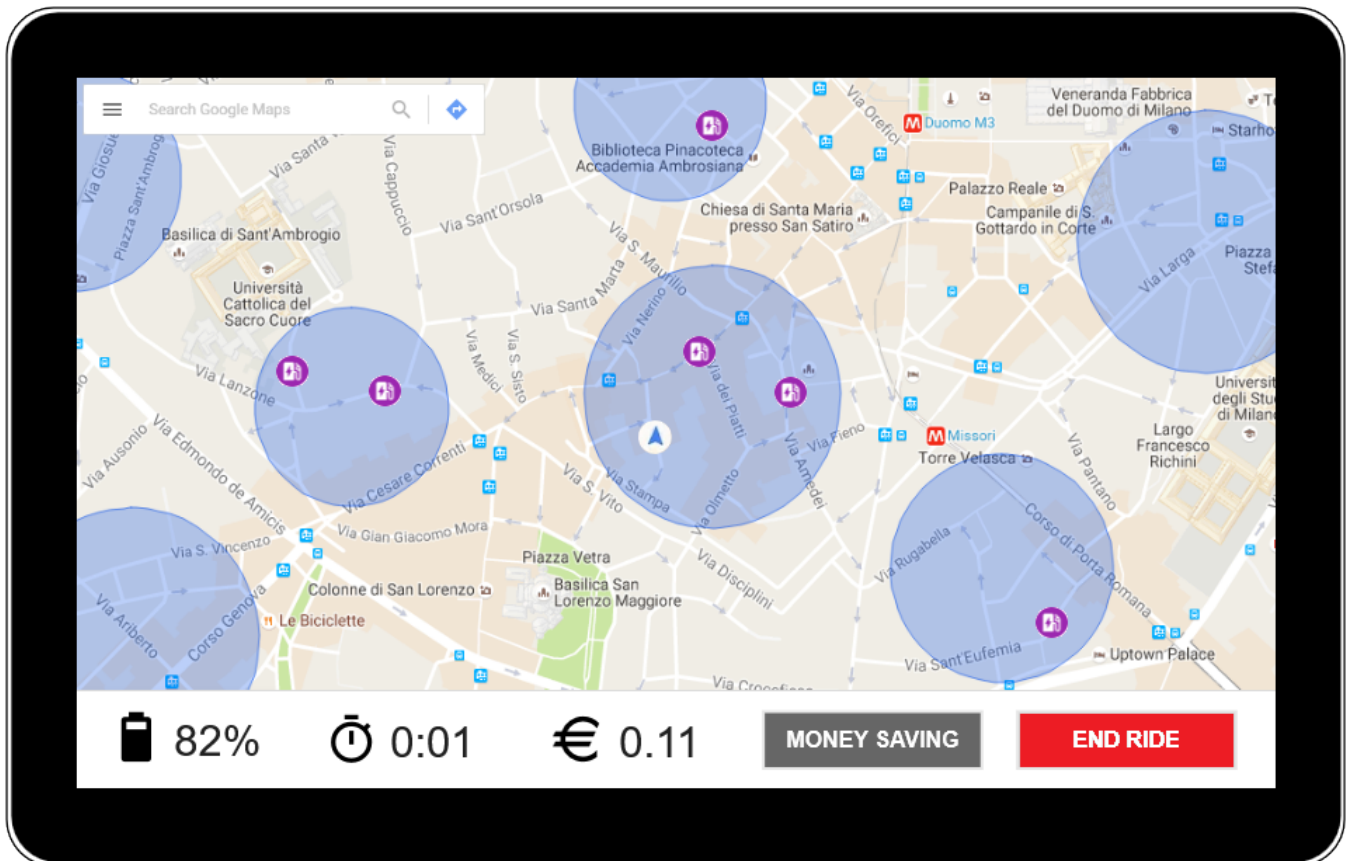 Search Google Maps
Via Giosuè
Piazza Sant'Ambrog
Via Santa V
Via Cappuccio
Via Sant'Orsola
Basilica di Sant'Ambrogio
Università
Cattolica del
Sacro Cuore
Biblioteca Pinacoteca
Accademia Ambrosiana
Via Orefici
M Duomo M3
Veneranda Fabbrica
del Duomo di Milano
Starho
Palazzo Reale
Campanile di S.
Gottardo in Corte
Chiesa di Santa Maria
presso San Satiro
Piazza
Stefa
Via Larga
Via S. Maurilio
Via Santa Marta
Via Nerino
Via Medici
Via S. Sisto
Via dei Piatti
Via Lanzone
Via Ausonio
Via Edmondo de Amicis
Via Cesare Correnti
Via S. Vito
Via Stampa
Via Olmetto
Via Amedei
Via Fieno
M Missori
Torre Velasca
Via Pantano
Largo
Francesco
Richini
Universit
degli Stu
di Milano
Via S. Vincenzo
Via Gian Giacomo Mora
Piazza Vetra
Via Disciplini
Via Rugabella
Corso di Porta Romana
Colonne di San Lorenzo
Basilica San
Lorenzo Maggiore
Via Ariberto
Corso Genova
Le Biciclette
Via Sant'Eufemia
Uptown Palace
Via Crocefisso
82%
0:01
€ 0.11
MONEY SAVING
END RIDE